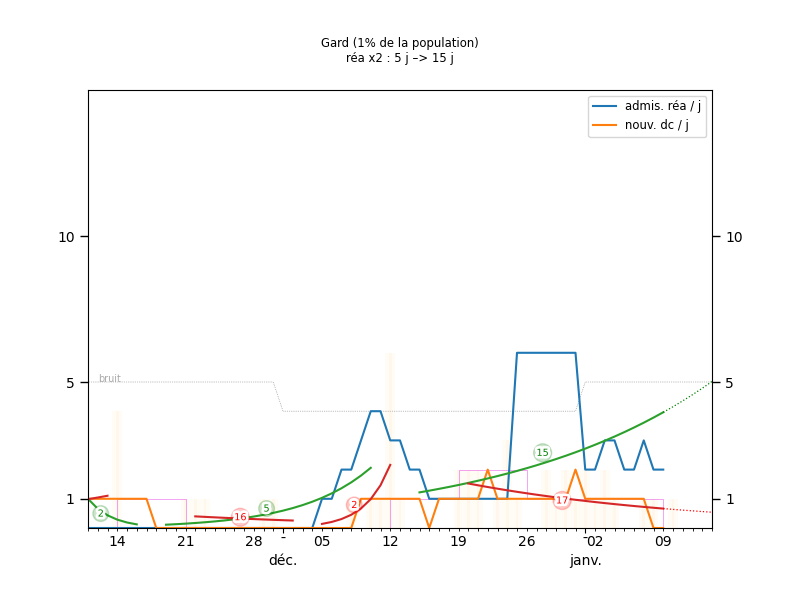 Gard (1% de la population)
réa x2 : 5 j –> 15 j
admis. réa / j
nouv. dc / j
10 10
bruit
5 5
15
1 1
2 16 5 2 17
14 21 28 - 05 12 19 26 - 02 09
déc. janv.